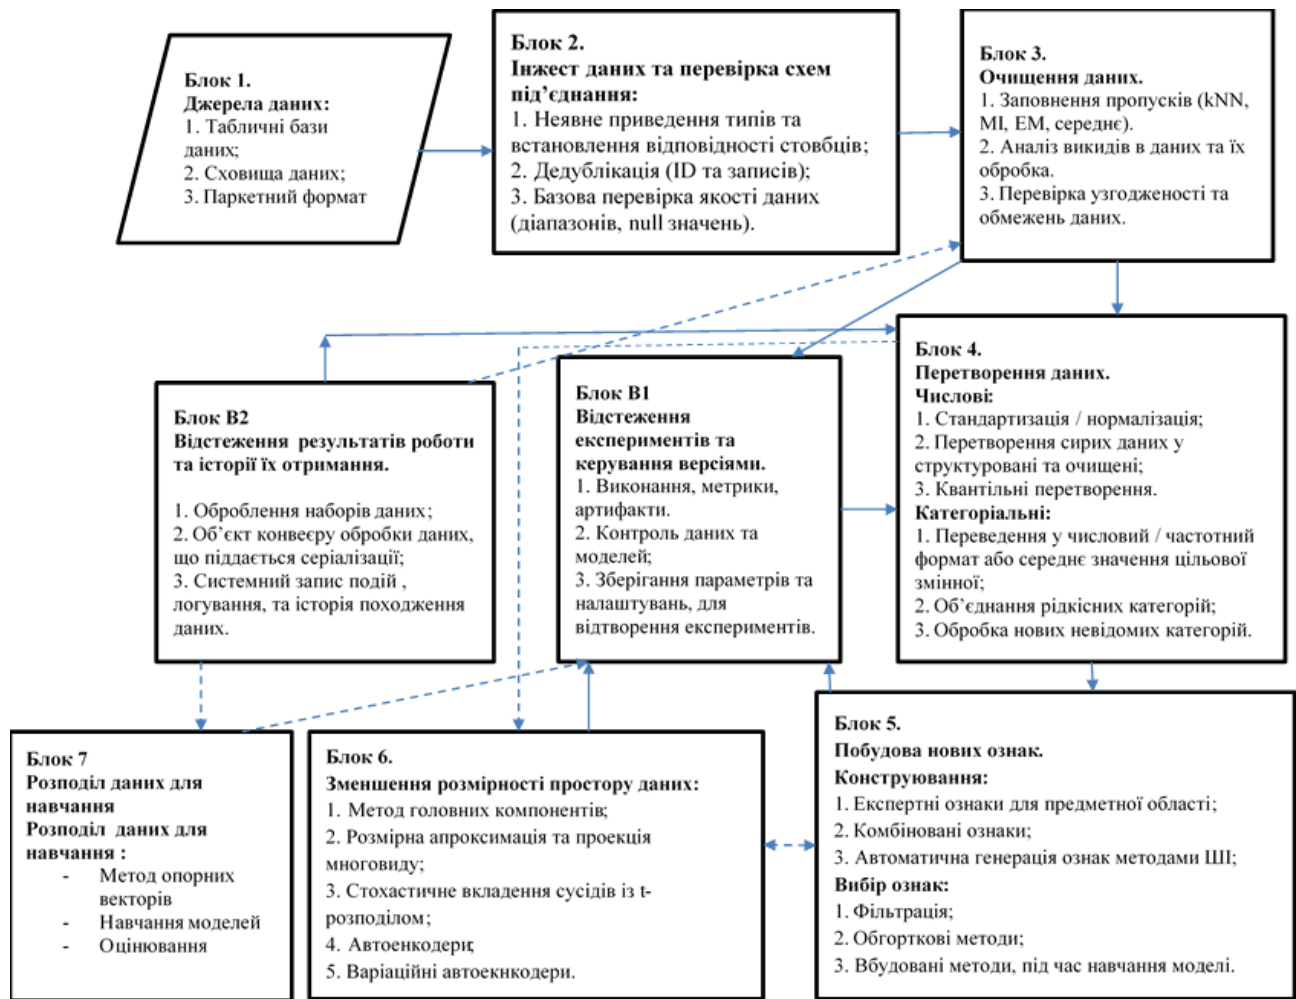 Блок 1.
Джерела даних:
1. Табличні бази
даних;
2. Сховища даних;
3. Паркетний формат
Блок 2.
Інжест даних та перевірка схем
під’єднання:
1. Неявне приведення типів та
встановлення відповідності стовбців;
2. Дедублікація (ID та записів);
3. Базова перевірка якості даних
(діапазонів, null значень).
Блок 3.
Очищення даних.
1. Заповнення пропусків (kNN,
MI, EM, середнє).
2. Аналіз викидів в даних та їх
обробка.
3. Перевірка узгодженості та
обмежень даних.
Блок В2
Відстеження результатів роботи
та історії їх отримання.
1. Оброблення наборів даних;
2. Об’єкт конвеєру обробки даних,
що піддається серіалізації;
3. Системний запис подій ,
логування, та історія походження
даних.
Блок В1
Відстеження
експериментів та
керування версіями.
1. Виконання, метрики,
артифакти.
2. Контроль даних та
моделей;
3. Зберігання параметрів та
налаштувань, для
відтворення експериментів.
Блок 4.
Перетворення даних.
Числові:
1. Стандартизація / нормалізація;
2. Перетворення сирих даних у
структуровані та очищені;
3. Квантільні перетворення.
Категоріальні:
1. Переведення у числовий / частотний
формат або середнє значення цільової
змінної;
2. Об’єднання рідкісних категорій;
3. Обробка нових невідомих категорій.
Блок 7
Розподіл даних для
навчання
Розподіл даних для
навчання :
- Метод опорних
векторів
- Навчання моделей
- Оцінювання
Блок 6.
Зменшення розмірності простору даних:
1. Метод головних компонентів;
2. Розмірна апроксимація та проекція
многовиду;
3. Стохастичне вкладення сусідів із t-
розподілом;
4. Автоенкодери;
5. Варіаційні автоекнкодери.
Блок 5.
Побудова нових ознак.
Конструювання:
1. Експертні ознаки для предметної області;
2. Комбіновані ознаки;
3. Автоматична генерація ознак методами ШІ;
Вибір ознак:
1. Фільтрація;
2. Обгорткові методи;
3. Вбудовані методи, під час навчання моделі.